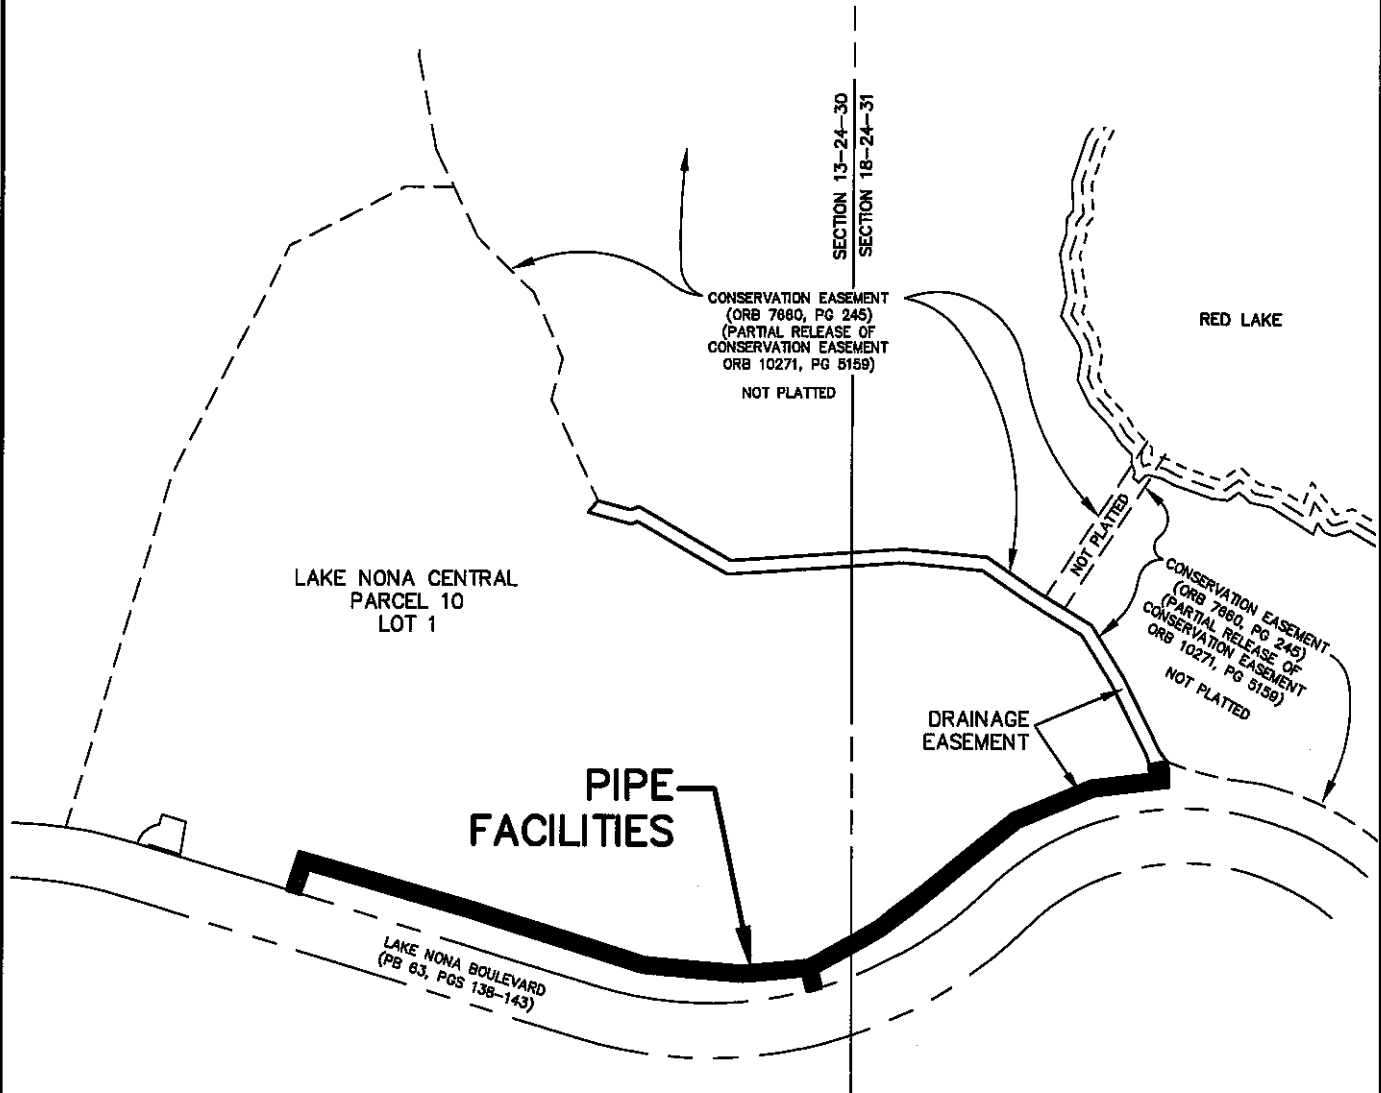 SECTION 13-24-30
SECTION 18-24-31
CONSERVATION EASEMENT
(ORB 7660, PG 245)
(PARTIAL RELEASE OF
CONSERVATION EASEMENT
ORB 10271, PG 5159)
NOT PLATTED
RED LAKE
NOT PLATTED
LAKE NONA CENTRAL
PARCEL 10
LOT 1
CONSERVATION EASEMENT
(ORB 7660, PG 245)
(PARTIAL RELEASE OF
CONSERVATION EASEMENT
ORB 10271, PG 5159)
NOT PLATTED
DRAINAGE
EASEMENT
PIPE
FACILITIES
LAKE NONA BOULEVARD
(PB 63, PGS 138-143)